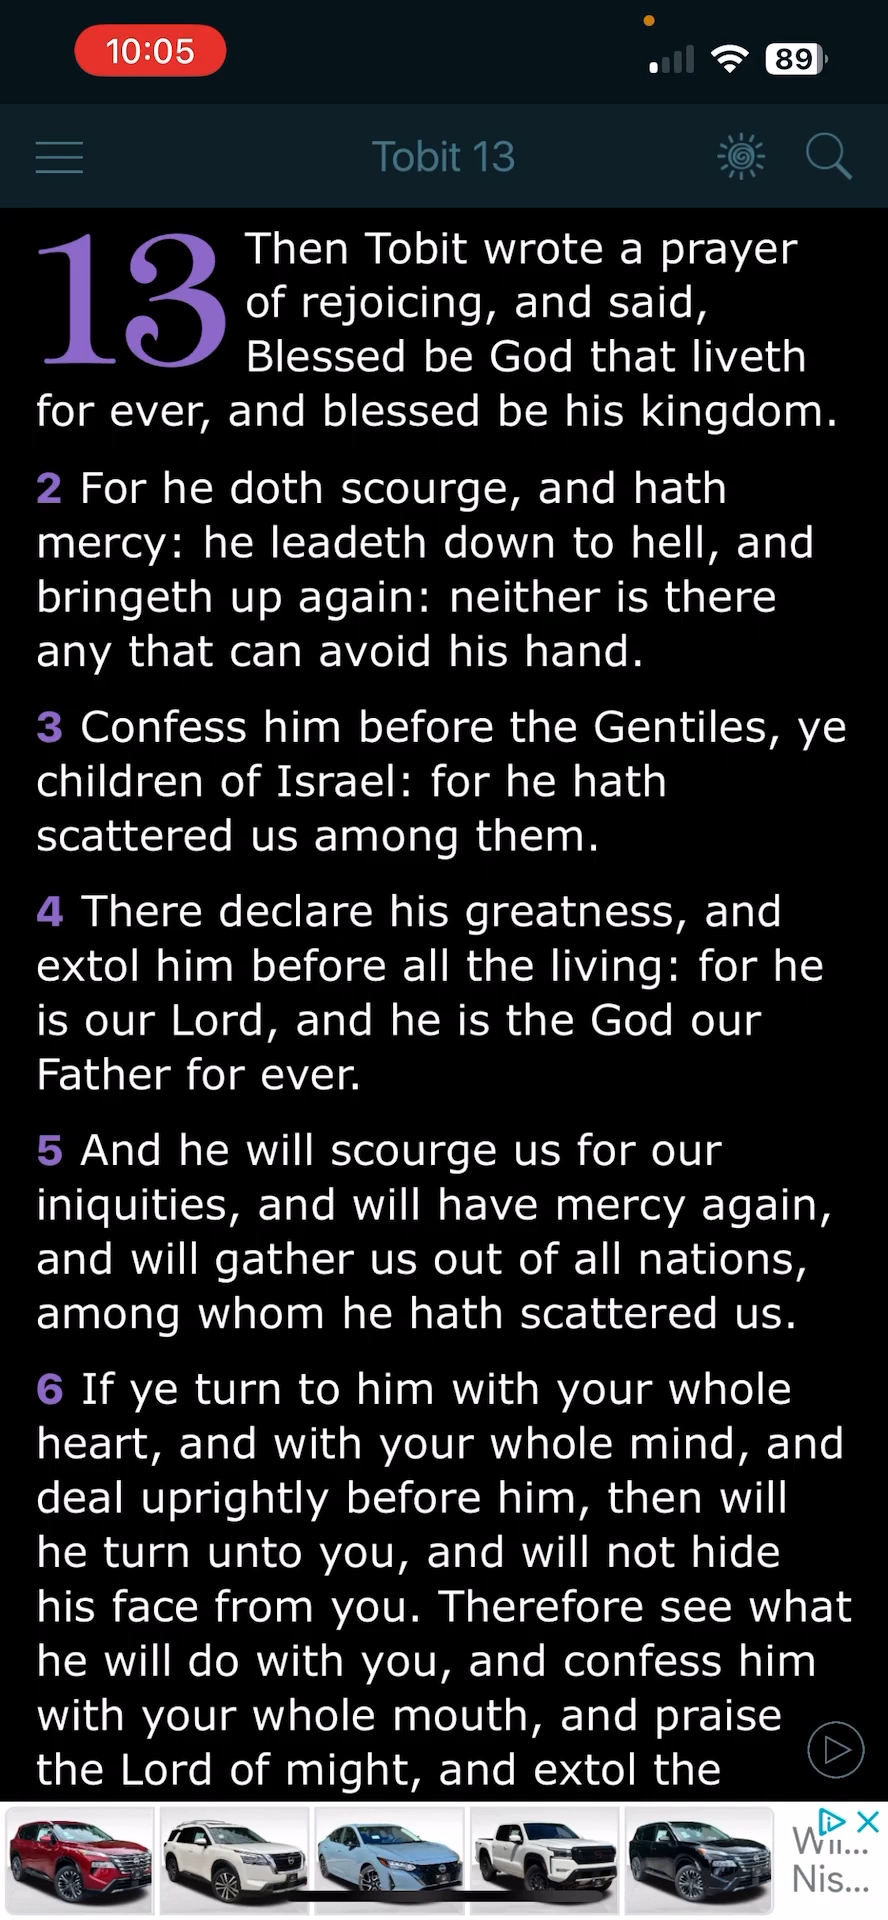 10:05
89
Tobit 13
13 Then Tobit wrote a prayer
of rejoicing, and said,
Blessed be God that liveth
for ever, and blessed be his kingdom.
2 For he doth scourge, and hath
mercy: he leadeth down to hell, and
bringeth up again: neither is there
any that can avoid his hand.
3 Confess him before the Gentiles, ye
children of Israel: for he hath
scattered us among them.
4 There declare his greatness, and
extol him before all the living: for he
is our Lord, and he is the God our
Father for ever.
5 And he will scourge us for our
iniquities, and will have mercy again,
and will gather us out of all nations,
among whom he hath scattered us.
6 If ye turn to him with your whole
heart, and with your whole mind, and
deal uprightly before him, then will
he turn unto you, and will not hide
his face from you. Therefore see what
he will do with you, and confess him
with your whole mouth, and praise
the Lord of might, and extol the
Nis...